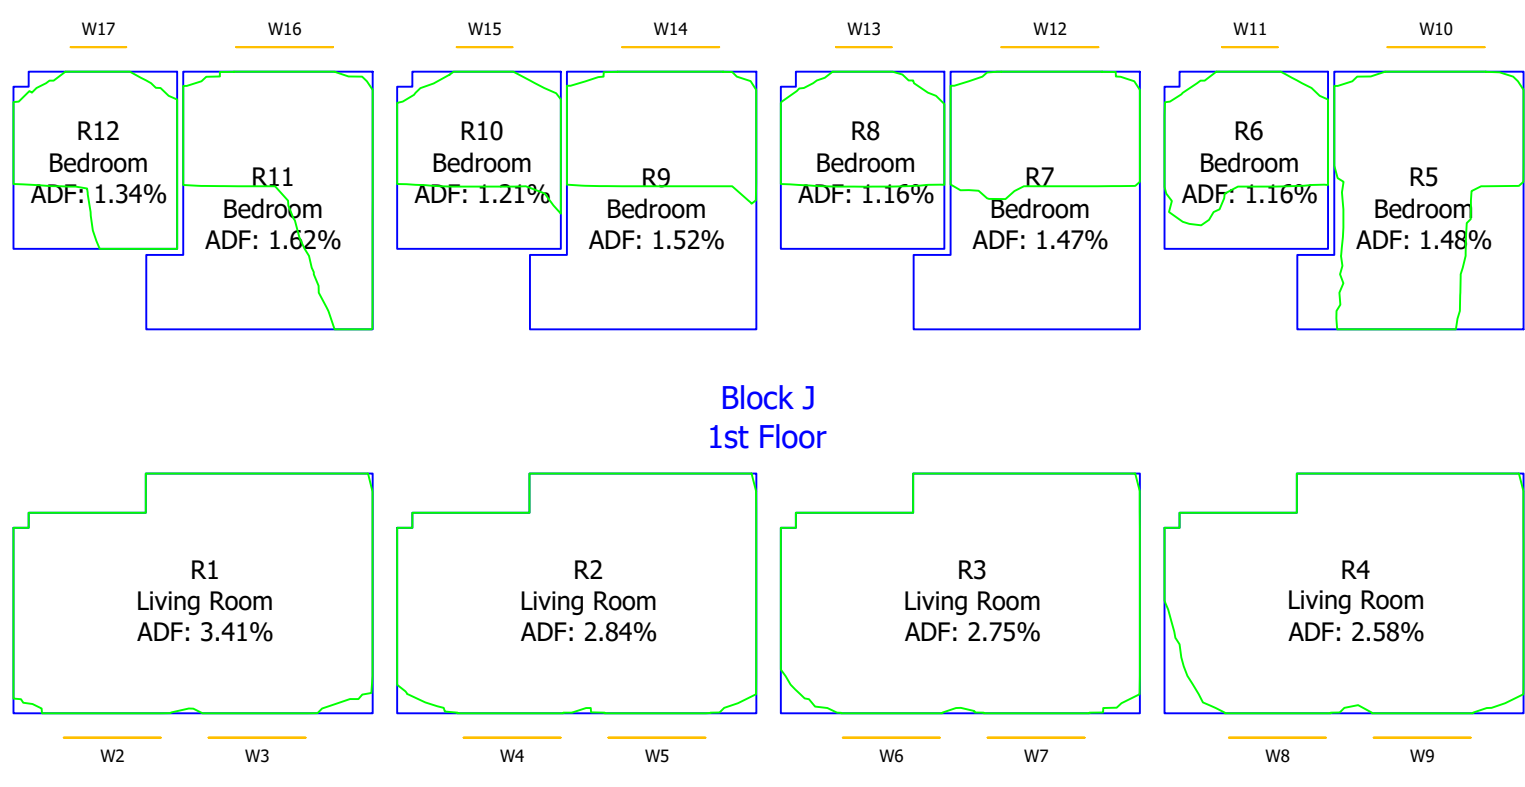 W17
W16
W15
W14
W13
W12
W11
W10
R12
Bedroom
ADF: 1.34%
R11
Bedroom
ADF: 1.62%
R10
Bedroom
ADF: 1.21%
R9
Bedroom
ADF: 1.52%
R8
Bedroom
ADF: 1.16%
R7
Bedroom
ADF: 1.47%
R6
Bedroom
ADF: 1.16%
R5
Bedroom
ADF: 1.48%
Block J
1st Floor
R1
Living Room
ADF: 3.41%
R2
Living Room
ADF: 2.84%
R3
Living Room
ADF: 2.75%
R4
Living Room
ADF: 2.58%
W2
W3
W4
W5
W6
W7
W8
W9